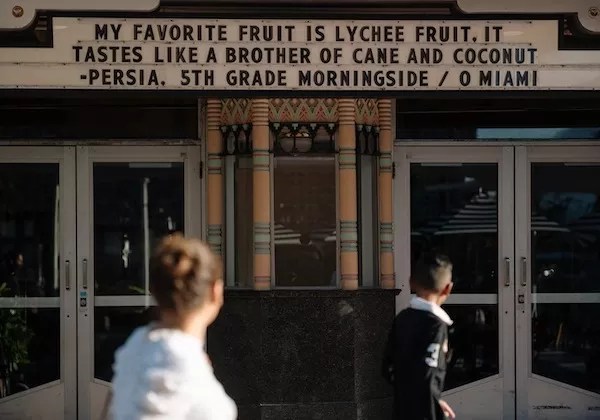 MY FAVORITE FRUIT IS LYCHEE FRUIT. IT
TASTES LIKE A BROTHER OF CANE AND COCONUT
-PERSIA. 5TH GRADE MORNINGSIDE / O MIAMI